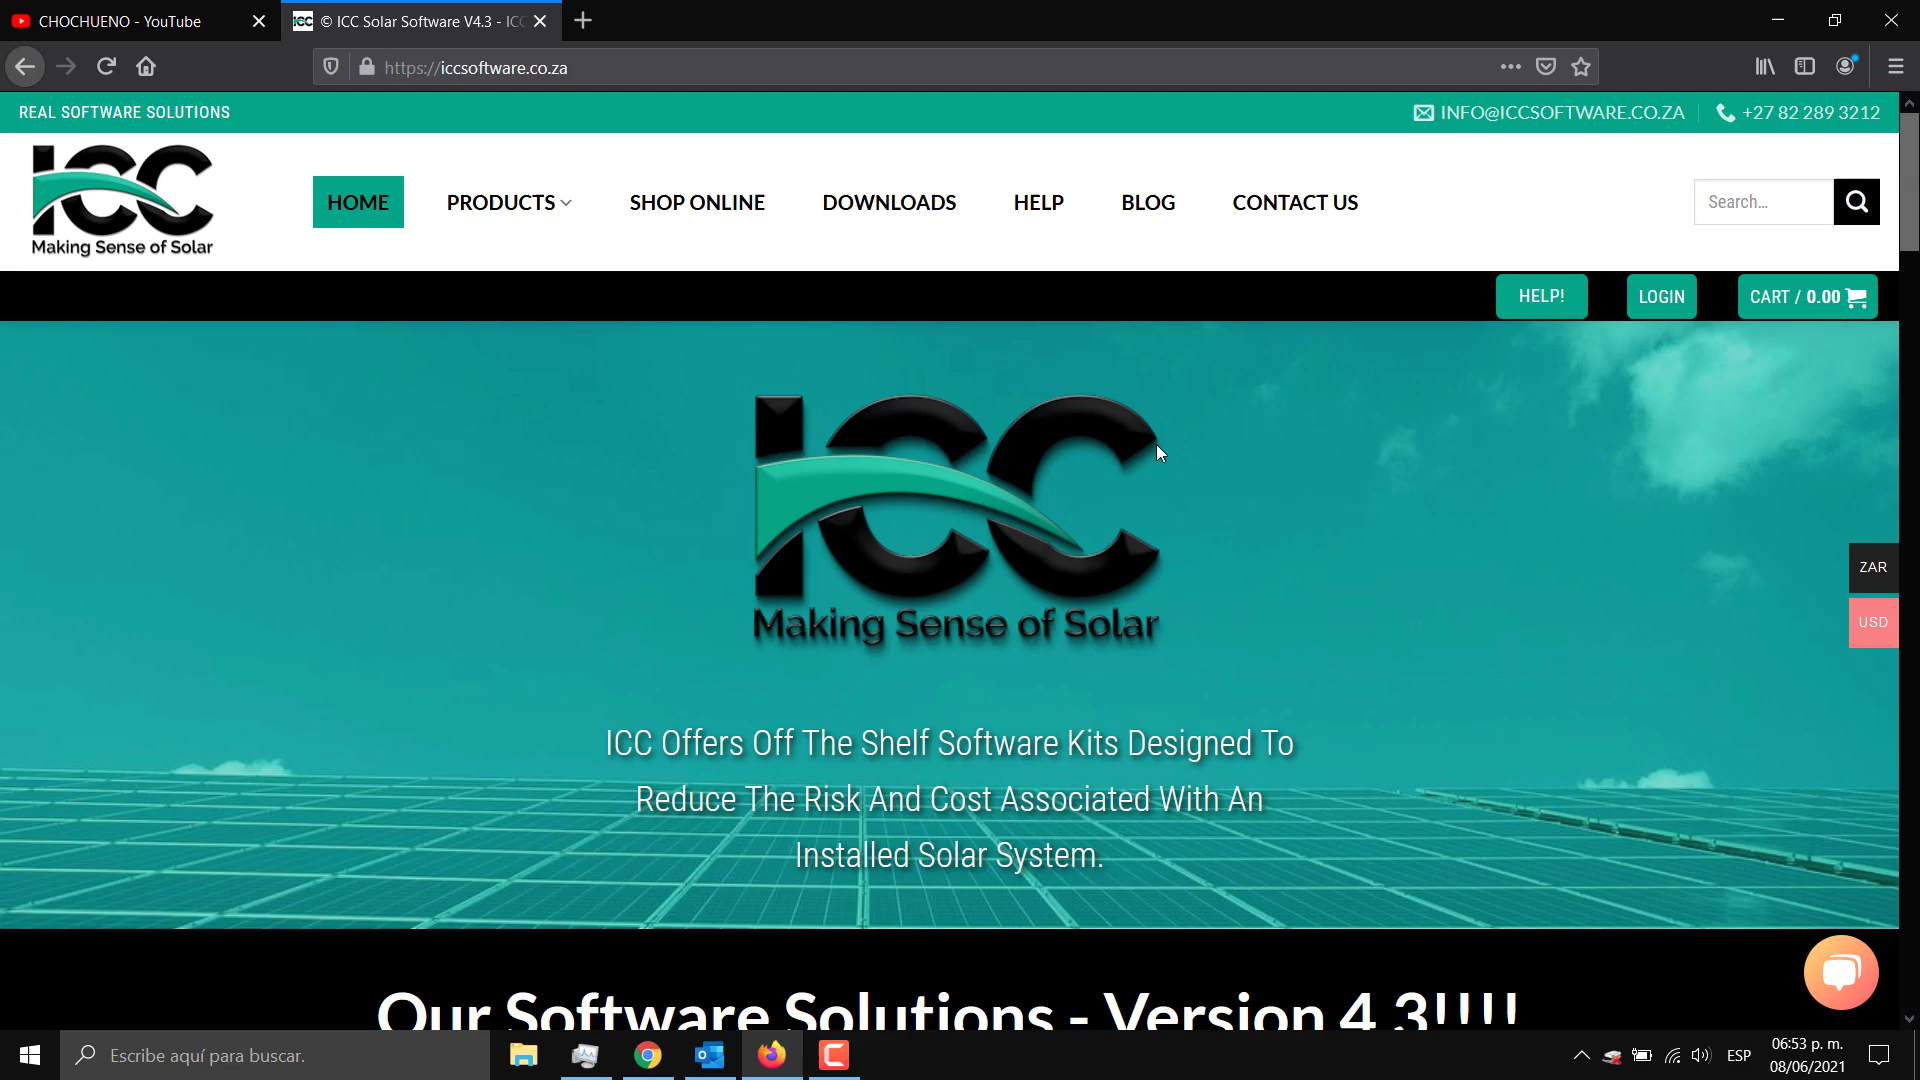 CHOCHUENO - YouTube
© ICC Solar Software V4.3 - ICC
https://iccsoftware.co.za
REAL SOFTWARE SOLUTIONS
INFO@ICCSOFTWARE.CO.ZA
+27 82 289 3212
ICC
Making Sense of Solar
HOME
PRODUCTS
SHOP ONLINE
DOWNLOADS
HELP
BLOG
CONTACT US
Search...
HELP!
LOGIN
CART / 0.00
ICC
Making Sense of Solar
ZAR
USD
ICC Offers Off The Shelf Software Kits Designed To
Reduce The Risk And Cost Associated With An
Installed Solar System.
Our Software Solutions - Version 4.3!!!!
Escribe aquí para buscar.
ESP
06:53 p. m.
08/06/2021